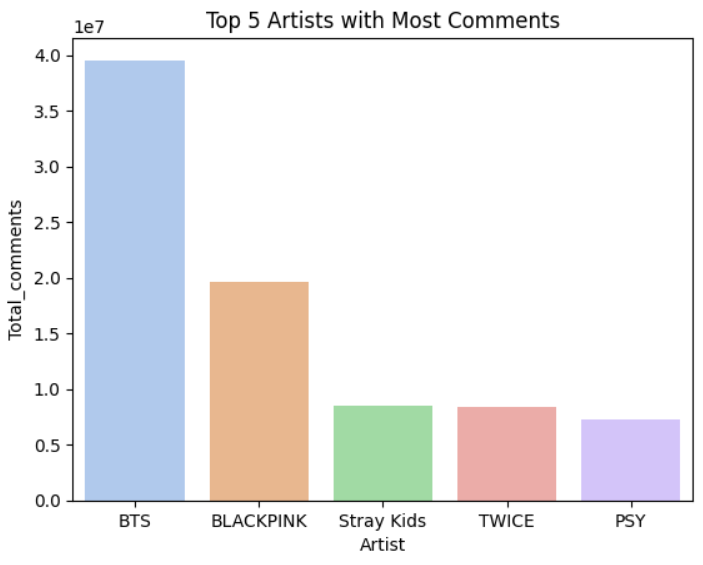 Top 5 Artists with Most Comments
1e7
4.0
3.5
3.0
2.5
2.0
1.5
1.0
0.5
0.0
Total_comments
BTS BLACKPINK Stray Kids TWICE PSY
Artist